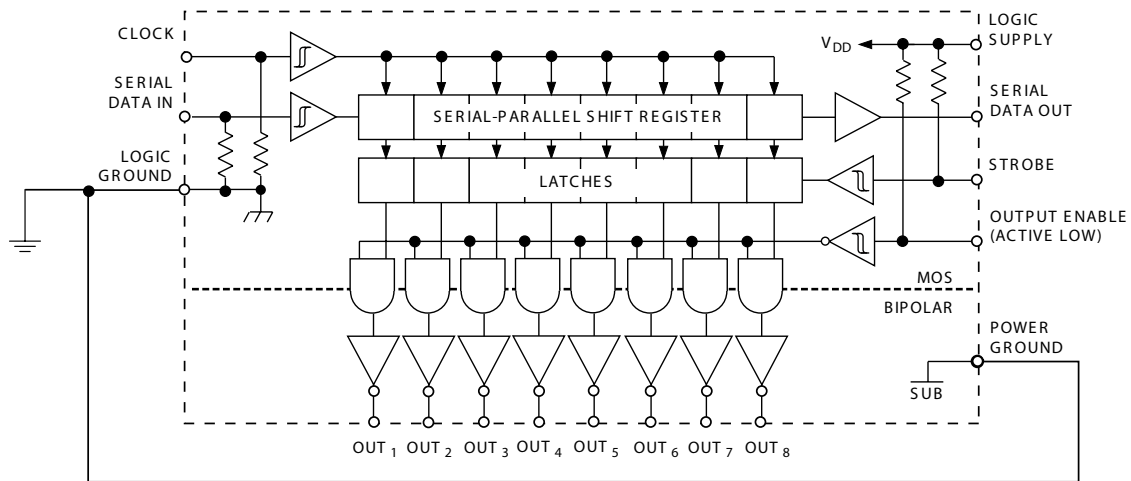 CLOCK
SERIAL
DATA IN
LOGIC
GROUND
VDD
LOGIC
SUPPLY
SERIAL
DATA OUT
SERIAL-PARALLEL SHIFT REGISTER
LATCHES
STROBE
OUTPUT ENABLE
(ACTIVE LOW)
MOS
BIPOLAR
POWER
GROUND
SUB
OUT 1 OUT 2 OUT 3 OUT 4 OUT 5 OUT 6 OUT 7 OUT 8